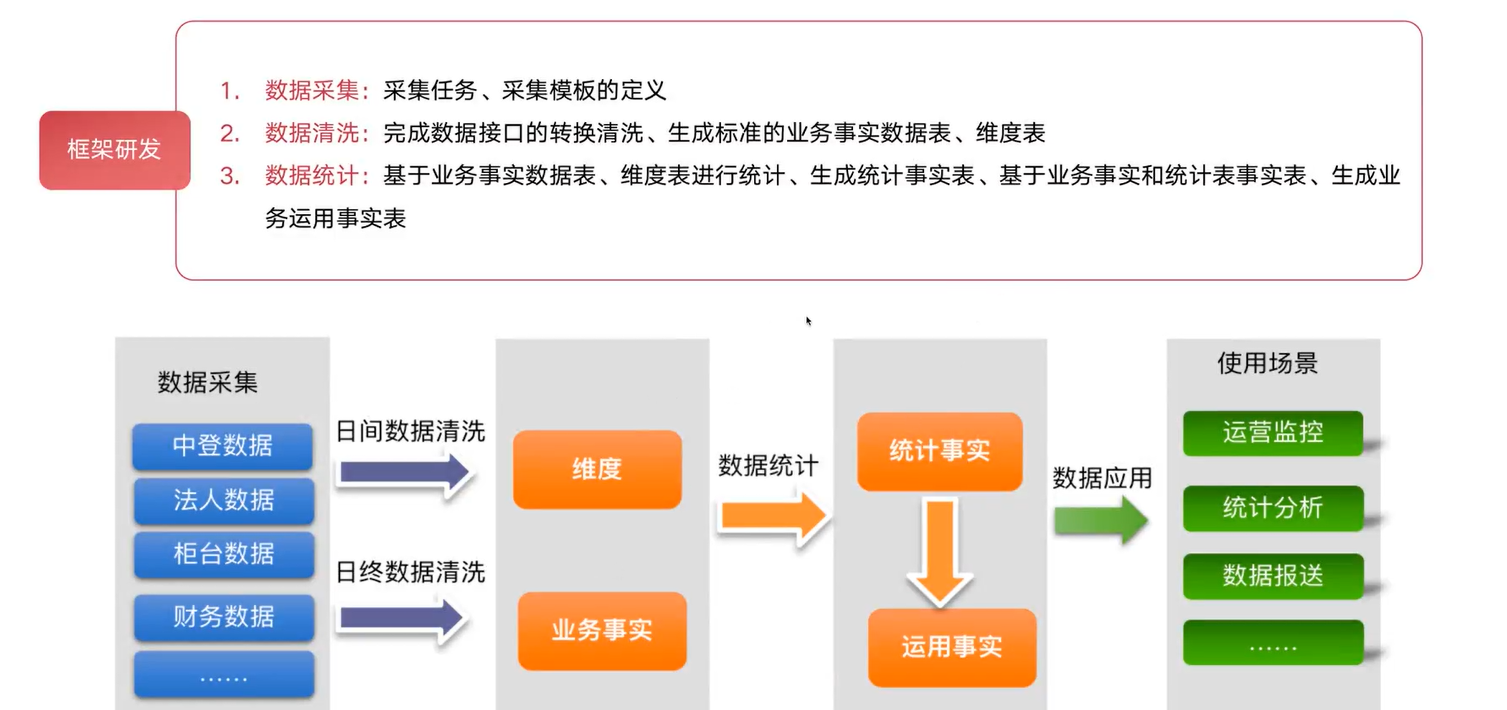 框架研发
1. 数据采集：采集任务、采集模板的定义
2. 数据清洗：完成数据接口的转换清洗、生成标准的业务事实数据表、维度表
3. 数据统计：基于业务事实数据表、维度表进行统计、生成统计事实表、基于业务事实和统计表事实表、生成业
务运用事实表
数据采集
中登数据
法人数据
柜台数据
财务数据
……
日间数据清洗
日终数据清洗
维度
业务事实
数据统计
统计事实
运用事实
数据应用
使用场景
运营监控
统计分析
数据报送
……